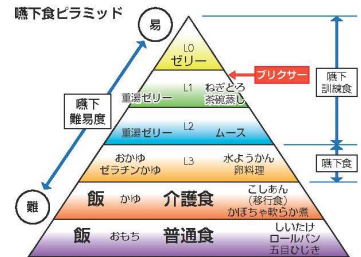 嚥下食ピラミッド
易
L0
ゼリー
ブリクサー
L1
重湯ゼリー
ねぎとろ
茶碗蒸し
嚥下
訓練食
嚥下
難易度
L2
重湯ゼリー
ムース
おかゆ
ゼラチンかゆ
L3
水ようかん
卵料理
嚥下食
難
飯
かゆ
介護食
こしあん
(移行食)
かぼちゃ軟らか煮
飯
おもち
普通食
しいたけ
ロールパン
五目ひじき